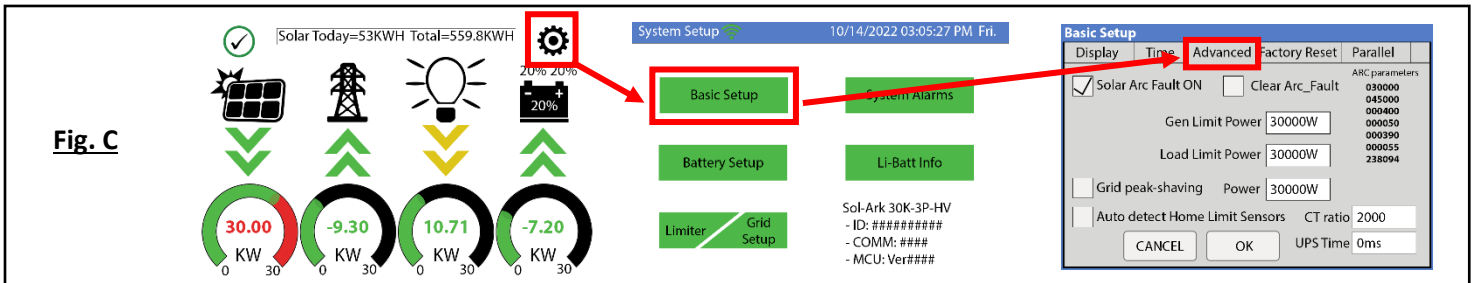 Fig. C
Solar Today=53KWH Total=559.8KWH
20% 20%
20%
30.00
KW
0 30
-9.30
KW
0 30
10.71
KW
0 30
-7.20
KW
0 30
System Setup 10/14/2022 03:05:27 PM Fri.
Basic Setup
System Alarms
Battery Setup
Li-Batt Info
Limiter
Grid
Setup
Sol-Ark 30K-3P-HV
- ID: ##########
- COMM: ####
- MCU: Ver####
Basic Setup
Display Time Advanced Factory Reset Parallel
Solar Arc Fault ON Clear Arc_Fault
Gen Limit Power 30000W
Load Limit Power 30000W
Grid peak-shaving Power 30000W
Auto detect Home Limit Sensors CT ratio 2000
CANCEL OK UPS Time 0ms
ARC parameters
030000
045000
000400
000050
000390
000055
238094